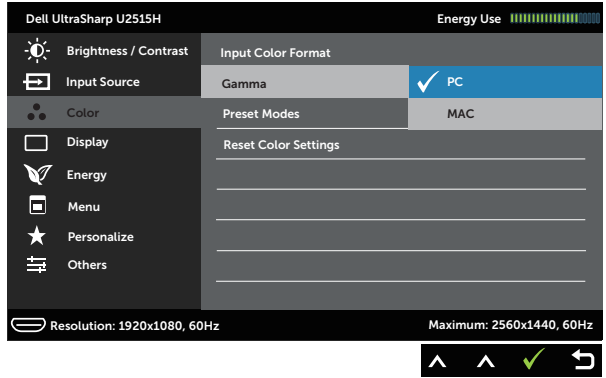 Dell UltraSharp U2515H Energy Use
Brightness / Contrast Input Color Format
Input Source Gamma PC
Color Preset Modes MAC
Display Reset Color Settings
Energy
Menu
Personalize
Others
Resolution: 1920x1080, 60Hz Maximum: 2560x1440, 60Hz